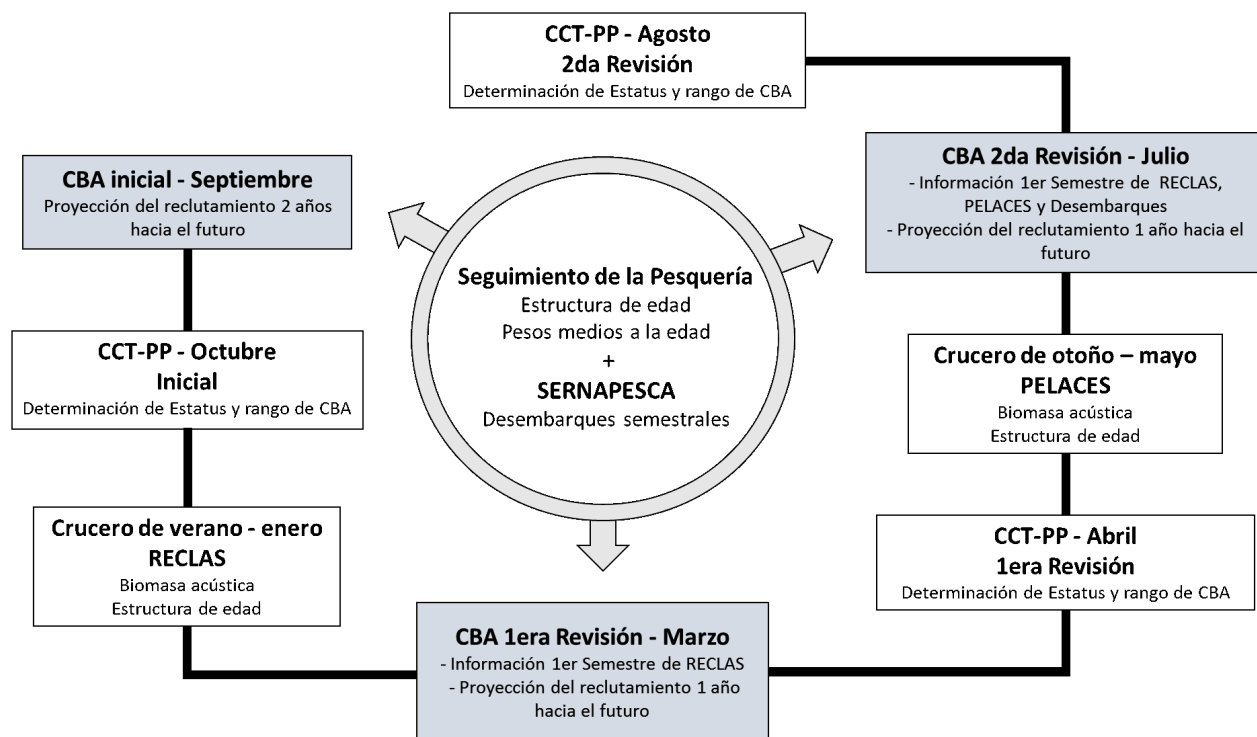 CCT-PP - Agosto
2da Revisión
Determinación de Estatus y rango de CBA
CBA inicial - Septiembre
Proyección del reclutamiento 2 años
hacia el futuro
CBA 2da Revisión - Julio
- Información 1er Semestre de RECLAS,
PELACES y Desembarques
- Proyección del reclutamiento 1 año hacia el
futuro
Seguimiento de la Pesquería
Estructura de edad
Pesos medios a la edad
+
SERNAPESCA
Desembarques semestrales
CCT-PP - Octubre
Inicial
Determinación de Estatus y rango de CBA
Crucero de otoño – mayo
PELACES
Biomasa acústica
Estructura de edad
Crucero de verano - enero
RECLAS
Biomasa acústica
Estructura de edad
CCT-PP - Abril
1era Revisión
Determinación de Estatus y rango de CBA
CBA 1era Revisión - Marzo
- Información 1er Semestre de RECLAS
- Proyección del reclutamiento 1 año
hacia el futuro